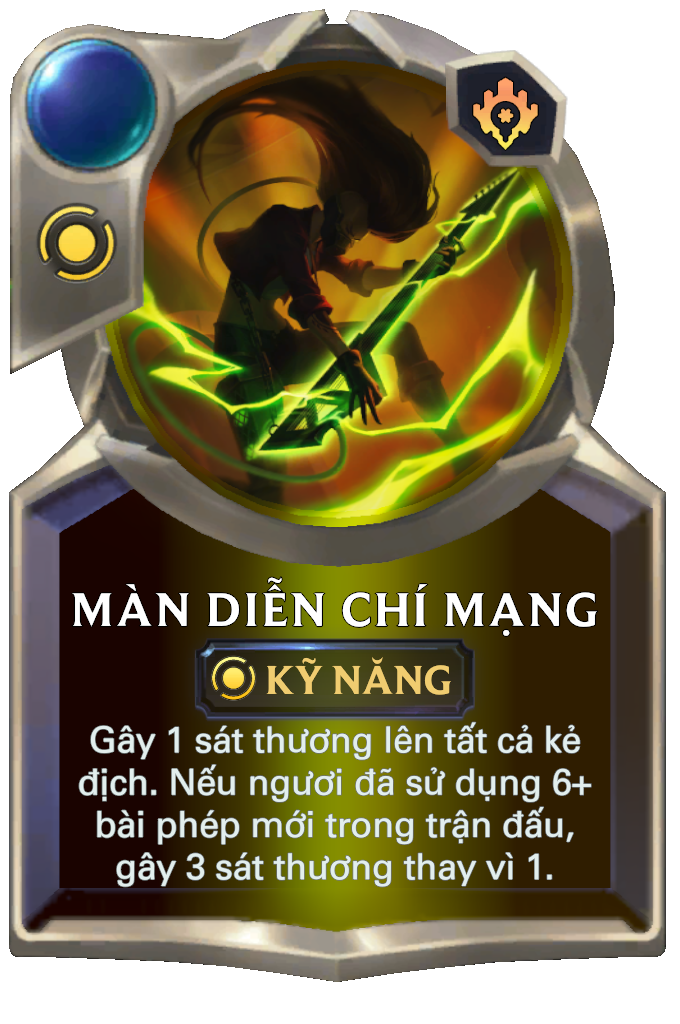 MÀN DIỄN CHÍ MẠNG
KỸ NĂNG
Gây 1 sát thương lên tất cả kẻ
địch. Nếu ngươi đã sử dụng 6+
bài phép mới trong trận đấu,
gây 3 sát thương thay vì 1.